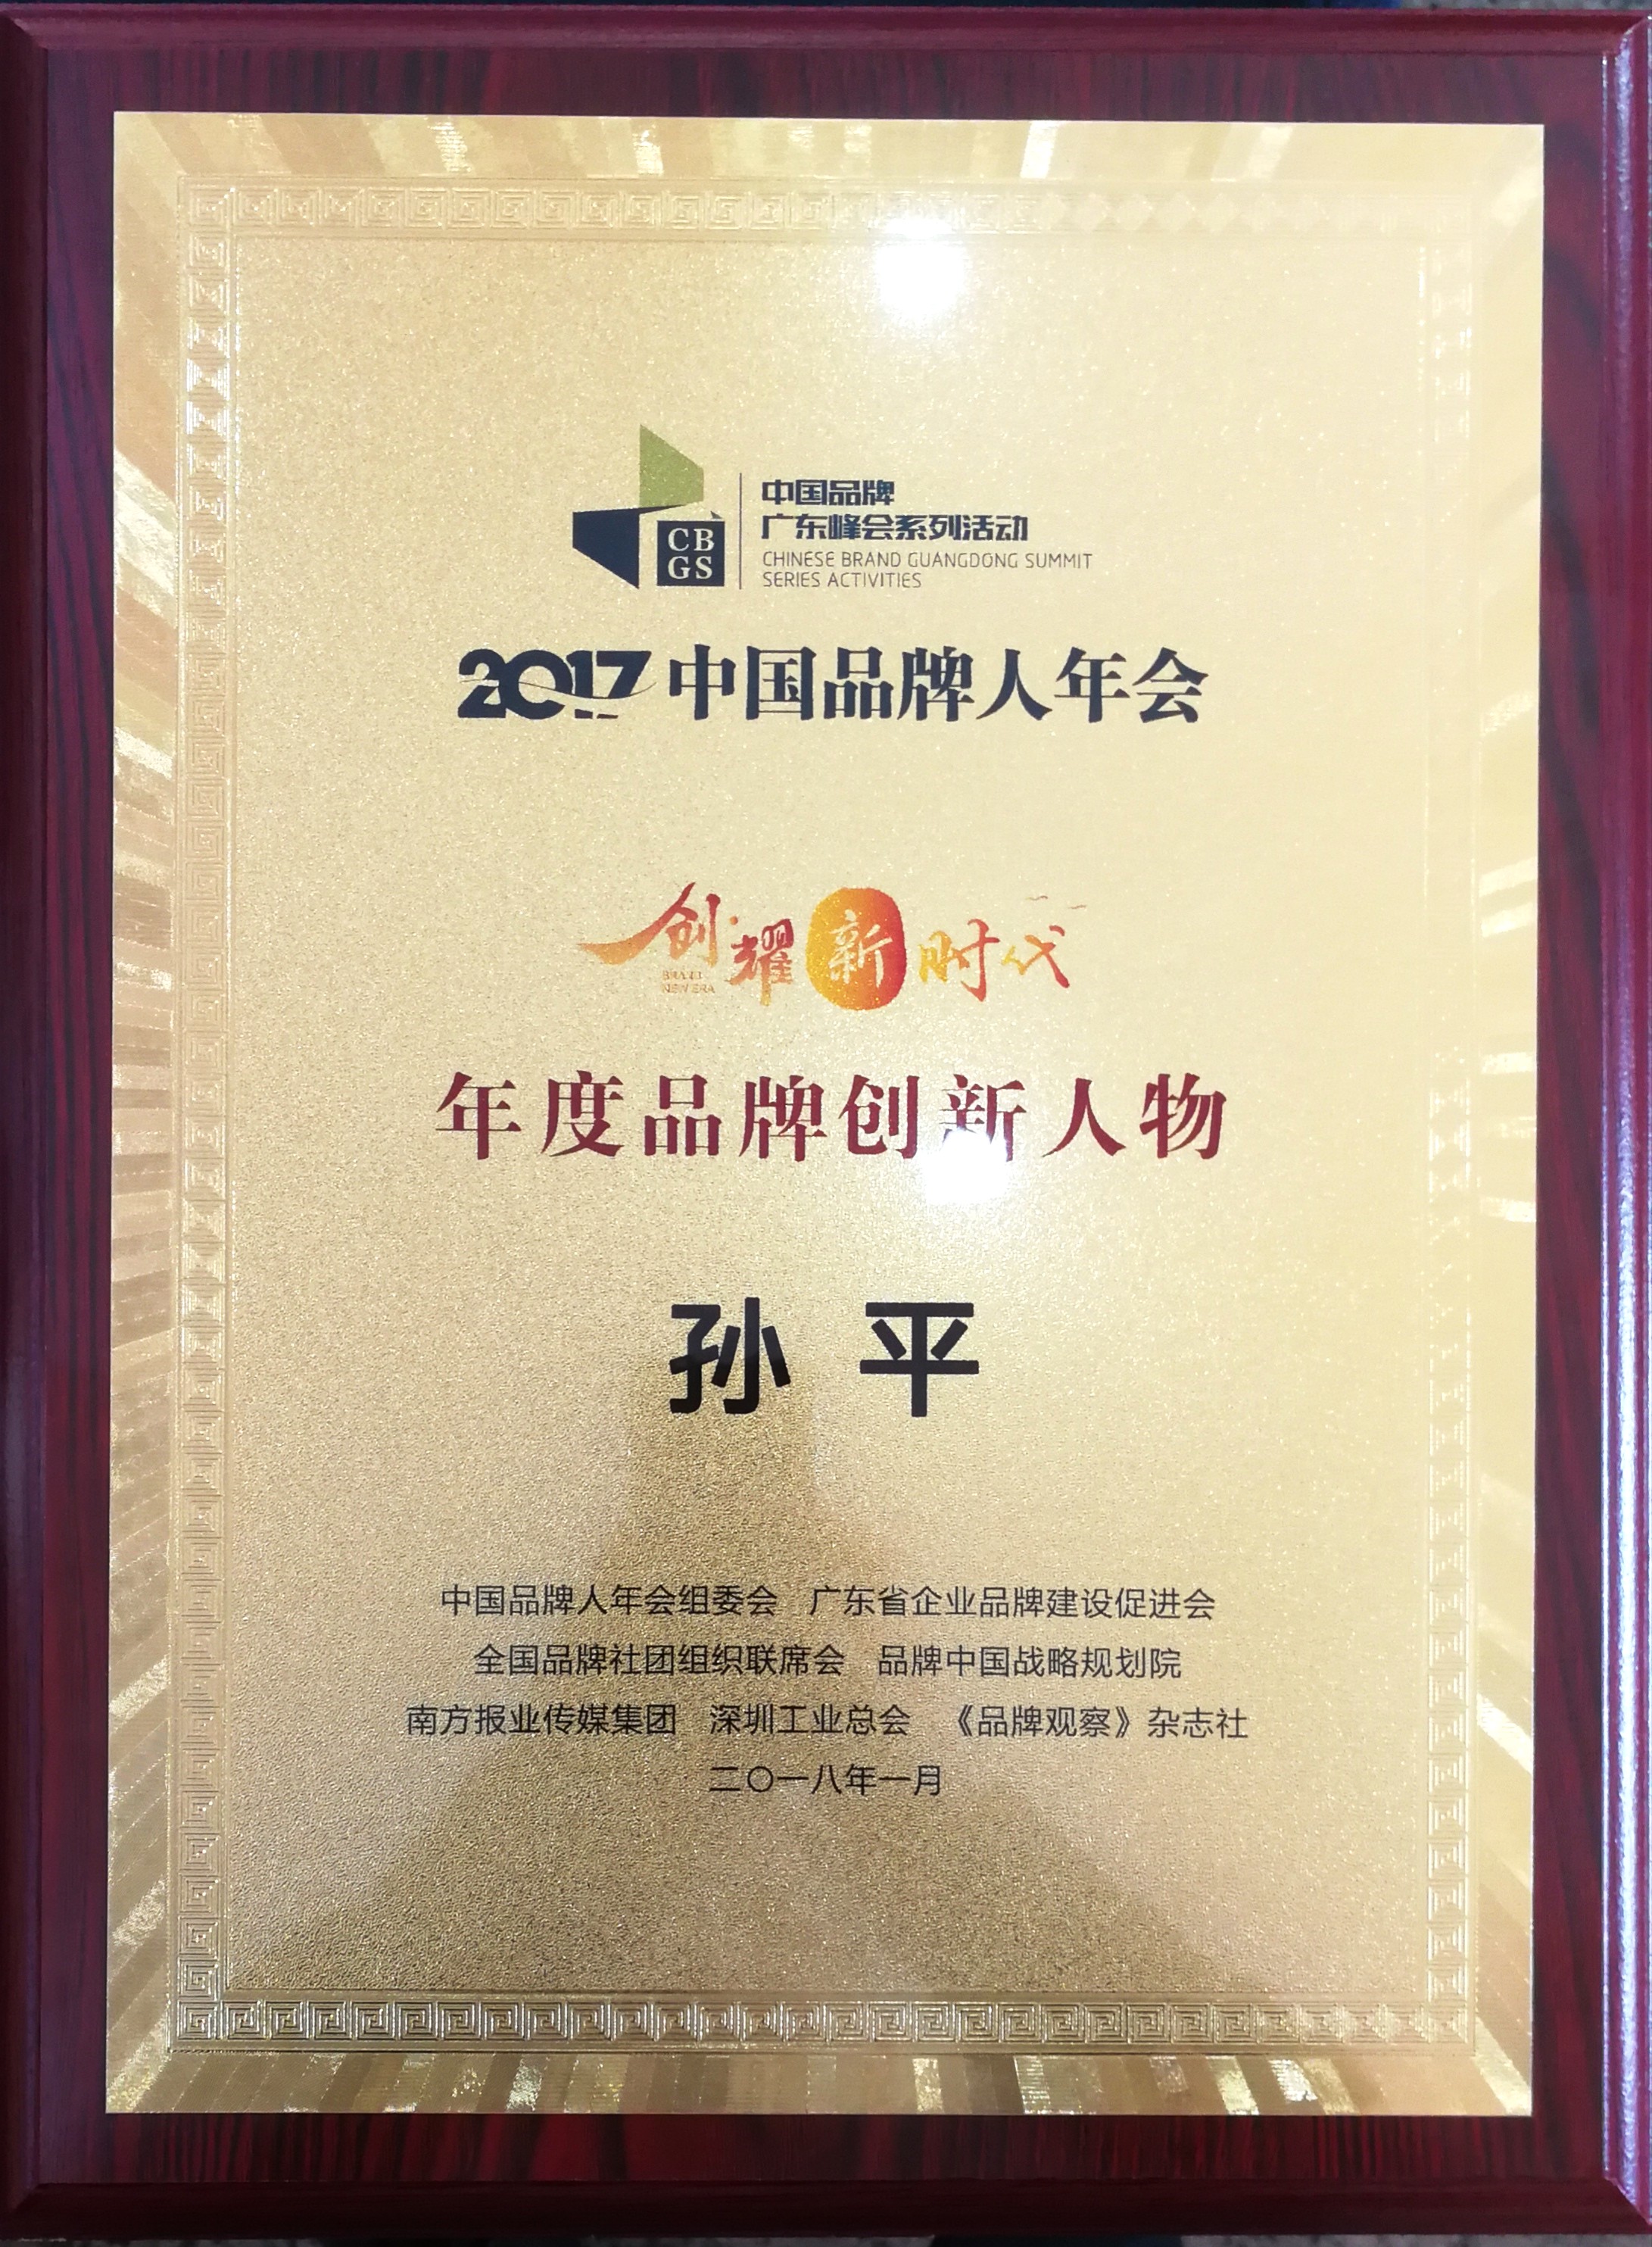 CB
GS
中国品牌
广东峰会系列活动
CHINESE BRAND GUANGDONG SUMMIT
SERIES ACTIVITIES
2017 中国品牌人年会
创耀新时代
BRAND
NEW ERA
年度品牌创新人物
孙 平
中国品牌人年会组委会 广东省企业品牌建设促进会
全国品牌社团组织联席会 品牌中国战略规划院
南方报业传媒集团 深圳工业总会 《品牌观察》杂志社
二〇一八年一月